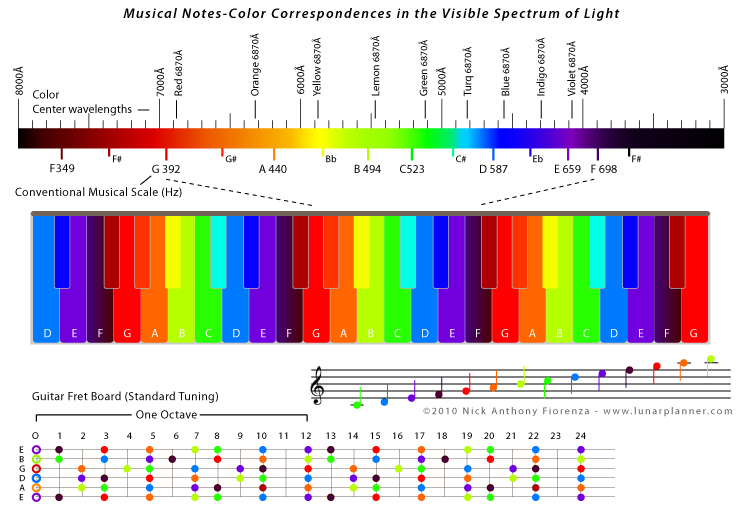 Musical Notes-Color Correspondences in the Visible Spectrum of Light
8000Å
7000Å
Red 6870Å
Orange 6870Å
6000Å
Yellow 6870Å
Lemon 6870Å
Green 6870Å
5000Å
Turq 6870Å
Blue 6870Å
Indigo 6870Å
Violet 6870Å
4000Å
3000Å
Color
Center wavelengths
F349 F# G 392 G# A 440 Bb B 494 C523 C# D 587 Eb E 659 F 698 F#
Conventional Musical Scale (Hz)
D E F G A B C D E F G A B C D E F G A B C D E F G
©2010 Nick Anthony Fiorenza - www.lunarplanner.com
Guitar Fret Board (Standard Tuning)
One Octave
O 1 2 3 4 5 6 7 8 9 10 11 12 13 14 15 16 17 18 19 20 21 22 23 24
E
B
G
D
A
E